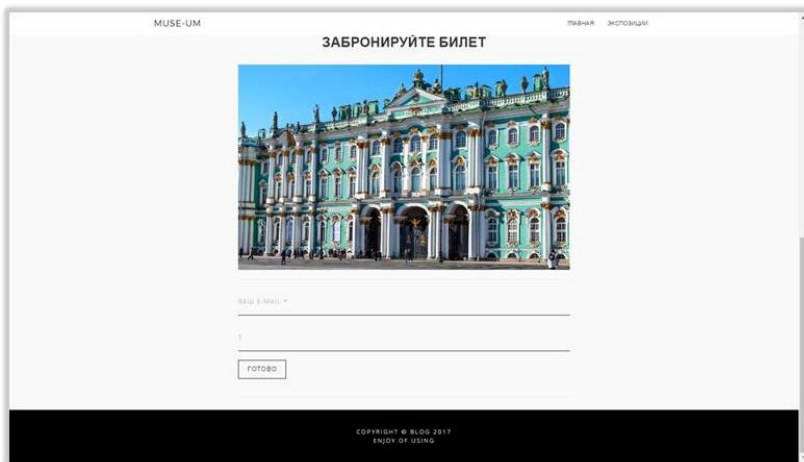 MUSE-UM
ГЛАВНАЯ ЭКСПОЗИЦИИ
ЗАБРОНИРУЙТЕ БИЛЕТ
ВАШ E-MAIL *
1
ГОТОВО
COPYRIGHT © BLOG 2017
ENJOY OF USING